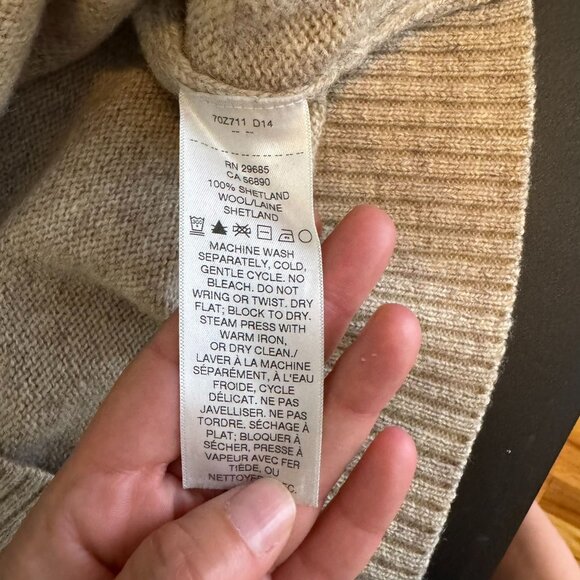 70Z711 D14
-- --
RN 29685
CA 56890
100% SHETLAND
WOOL/LAINE
SHETLAND
MACHINE WASH
SEPARATELY, COLD,
GENTLE CYCLE. NO
BLEACH. DO NOT
WRING OR TWIST. DRY
FLAT; BLOCK TO DRY.
STEAM PRESS WITH
WARM IRON,
OR DRY CLEAN./
LAVER À LA MACHINE
SÉPARÉMENT, À L'EAU
FROIDE, CYCLE
DÉLICAT. NE PAS
JAVELLISER. NE PAS
TORDRE. SÉCHAGE À
PLAT; BLOQUER À
SÉCHER, PRESSE À
VAPEUR AVEC FER
TIÈDE, OU